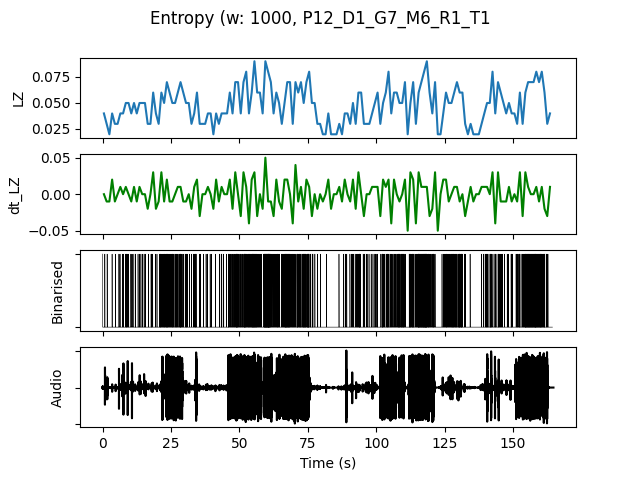 Entropy (w: 1000, P12_D1_G7_M6_R1_T1
LZ
0.075
0.050
0.025
dt_LZ
0.05
0.00
−0.05
Binarised
Audio
0 25 50 75 100 125 150
Time (s)